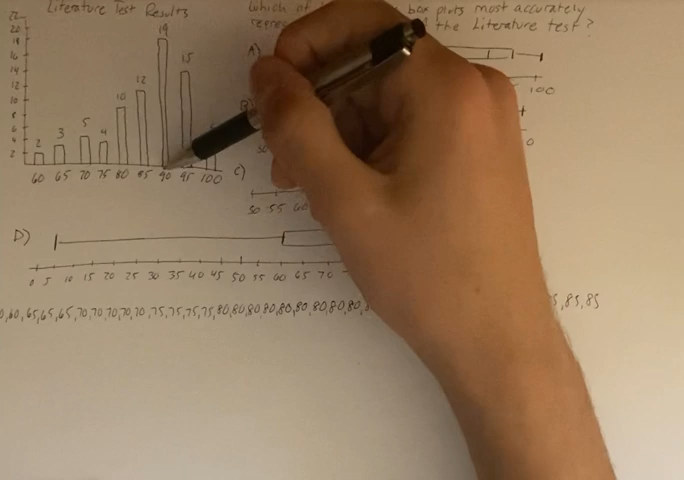 Literature Test Results
Which of box plots most accurately
the Literature test?
22
20
18
16
14
12
10
8
6
4
2
2 3 5 4 10 12 19 15
60 65 70 75 80 85 90 95 100
A)
100
B)
50
0
C)
50 55 60
D)
0 5 10 15 20 25 30 35 40 45 50 55 60 65 70
0,60,65,65,65,70,70,70,70,70,75,75,75,75,80,80,80,80,80,80,80,80,80,
85,85